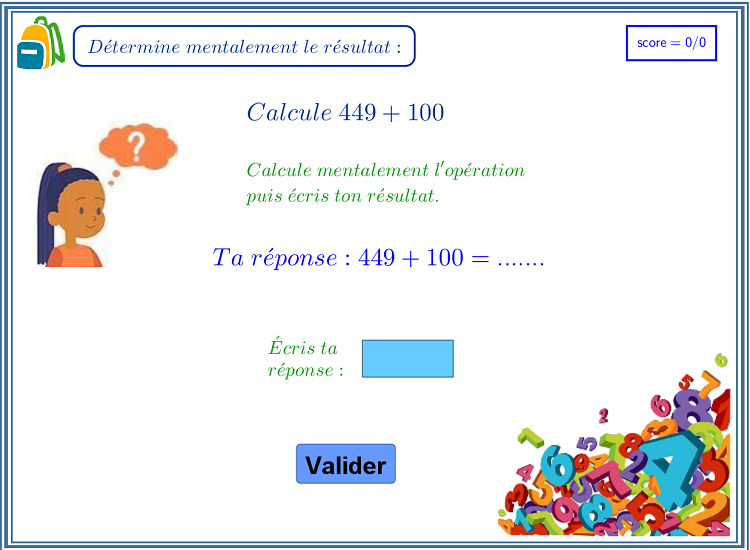 Détermine mentalement le résultat :
score = 0/0
Calcule 449 + 100
?
Calcule mentalement l'opération
puis écris ton résultat.
Ta réponse : 449 + 100 = .......
Écris ta
réponse :
Valider